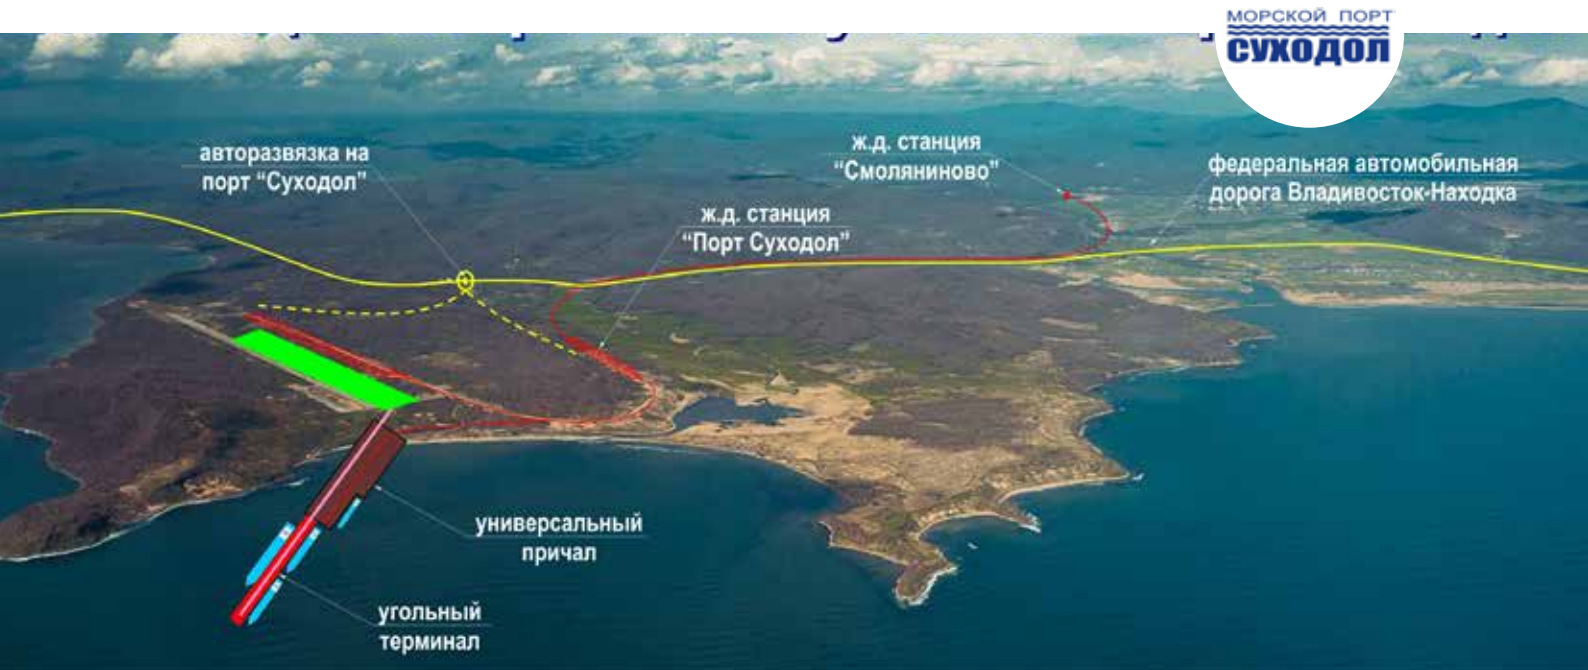 МОРСКОЙ ПОРТ
СУХОДОЛ
авторазвязка на
порт “Суходол”
ж.д. станция
“Смоляниново”
федеральная автомобильная
дорога Владивосток-Находка
ж.д. станция
“Порт Суходол”
универсальный
причал
угольный
терминал